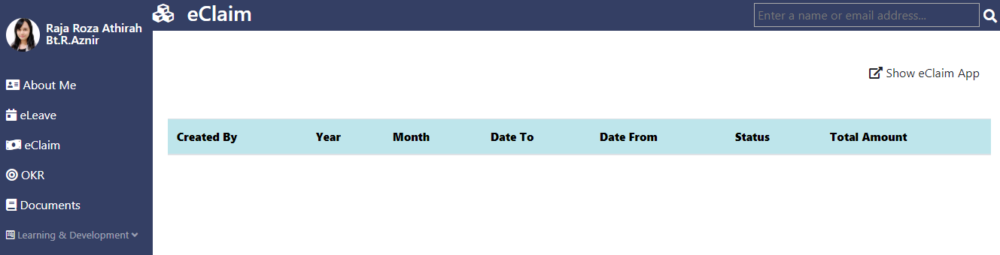 eClaim
Enter a name or email address...
Raja Roza Athirah
Bt.R.Aznir
About Me
eLeave
eClaim
OKR
Documents
Learning & Development
Show eClaim App
Created By Year Month Date To Date From Status Total Amount